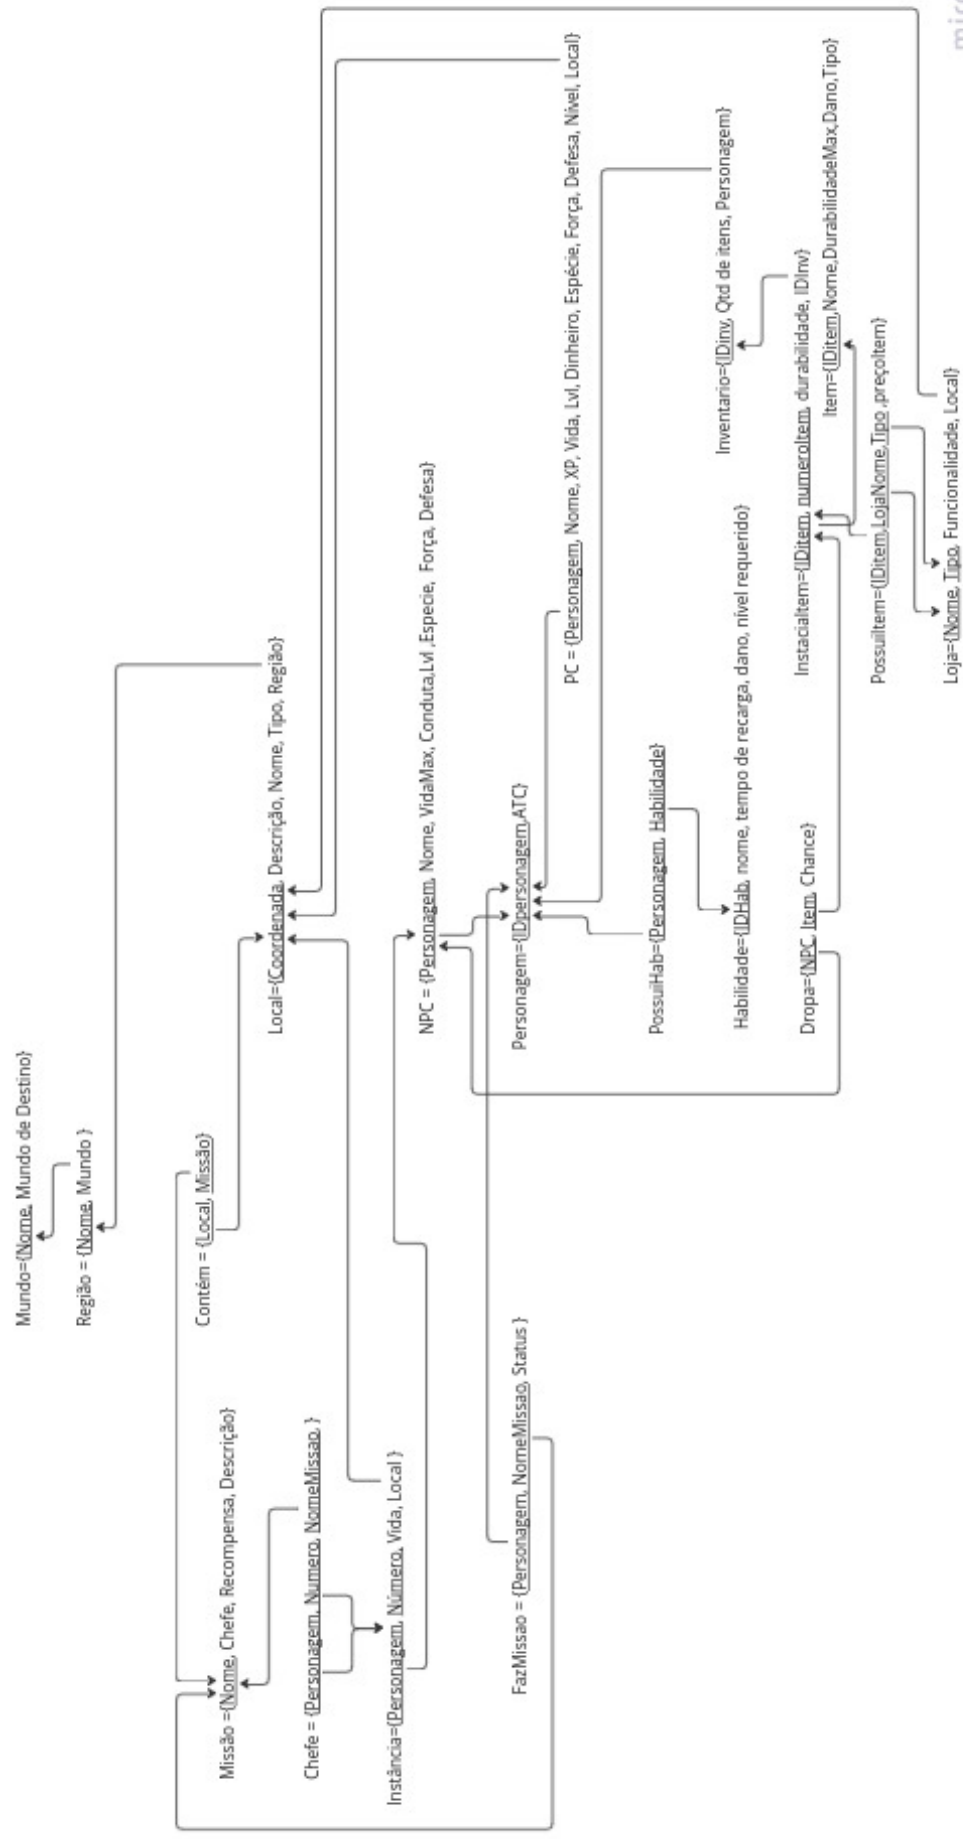 Mundo={Nome, Mundo de Destino}
Região = {Nome, Mundo }
Contém = {Local, Missão}
Missão ={Nome, Chefe, Recompensa, Descrição}
Local={Coordenada, Descrição, Nome, Tipo, Região}
Chefe = {Personagem, Numero, NomeMissao, }
Instância={Personagem, Número, Vida, Local }
NPC = {Personagem, Nome, VidaMax, Conduta,Lvl ,Especie, Força, Defesa}
FazMissao = {Personagem, NomeMissao, Status }
Personagem={IDpersonagem,ATC}
PC = {Personagem, Nome, XP, Vida, Lvl, Dinheiro, Espécie, Força, Defesa, Nivel, Local}
PossuiHab={Personagem, Habilidade}
Inventario={IDinv, Qtd de itens, Personagem}
Habilidade={IDHab, nome, tempo de recarga, dano, nivel requerido}
Dropa={NPC, Item, Chance}
InstaciaItem={IDitem, numeroItem, durabilidade, IDInv}
Item={IDitem,Nome,DurabilidadeMax,Dano,Tipo}
PossuiItem={IDitem,LojaNome,Tipo ,preçoItem}
Loja={Nome, Tipo, Funcionalidade, Local}